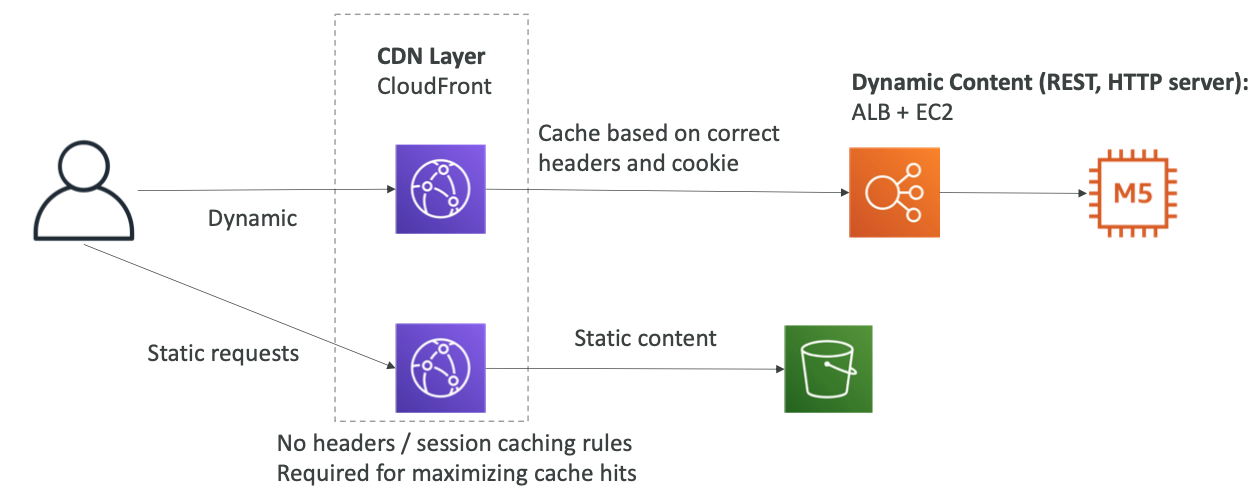 CDN Layer
CloudFront
Dynamic Content (REST, HTTP server):
ALB + EC2
Cache based on correct
headers and cookie
M5
Dynamic
Static requests
Static content
No headers / session caching rules
Required for maximizing cache hits